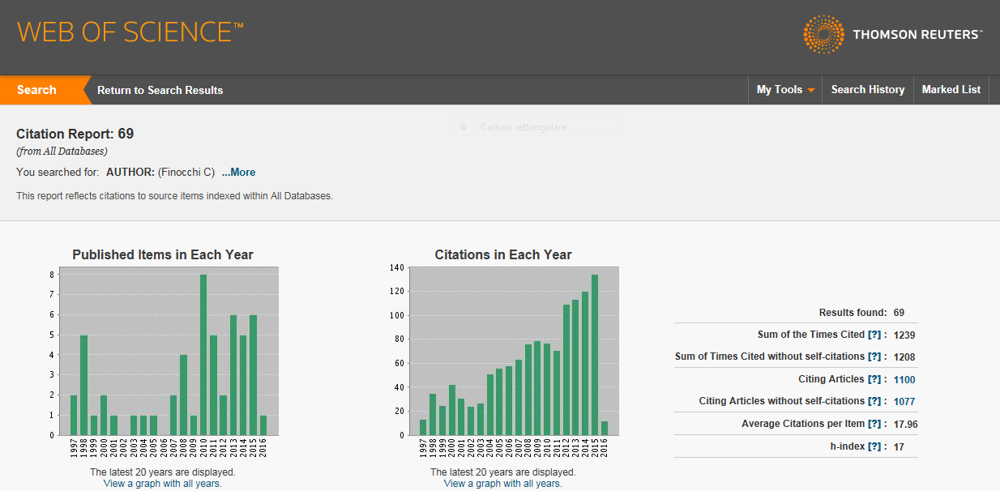 WEB OF SCIENCE™
THOMSON REUTERS™
Search
Return to Search Results
My Tools
Search History
Marked List
Cattura rettangolare
Citation Report: 69
(from All Databases)
You searched for: AUTHOR: (Finocchi C) ...More
This report reflects citations to source items indexed within All Databases.
Published Items in Each Year
8
7
6
5
4
3
2
1
0
1997
1998
1999
2000
2001
2002
2003
2004
2005
2006
2007
2008
2009
2010
2011
2012
2013
2014
2015
2016
The latest 20 years are displayed.
View a graph with all years.
Citations in Each Year
140
120
100
80
60
40
20
0
1997
1998
1999
2000
2001
2002
2003
2004
2005
2006
2007
2008
2009
2010
2011
2012
2013
2014
2015
2016
The latest 20 years are displayed.
View a graph with all years.
Results found: 69
Sum of the Times Cited [?] : 1239
Sum of Times Cited without self-citations [?] : 1208
Citing Articles [?] : 1100
Citing Articles without self-citations [?] : 1077
Average Citations per Item [?] : 17.96
h-index [?] : 17